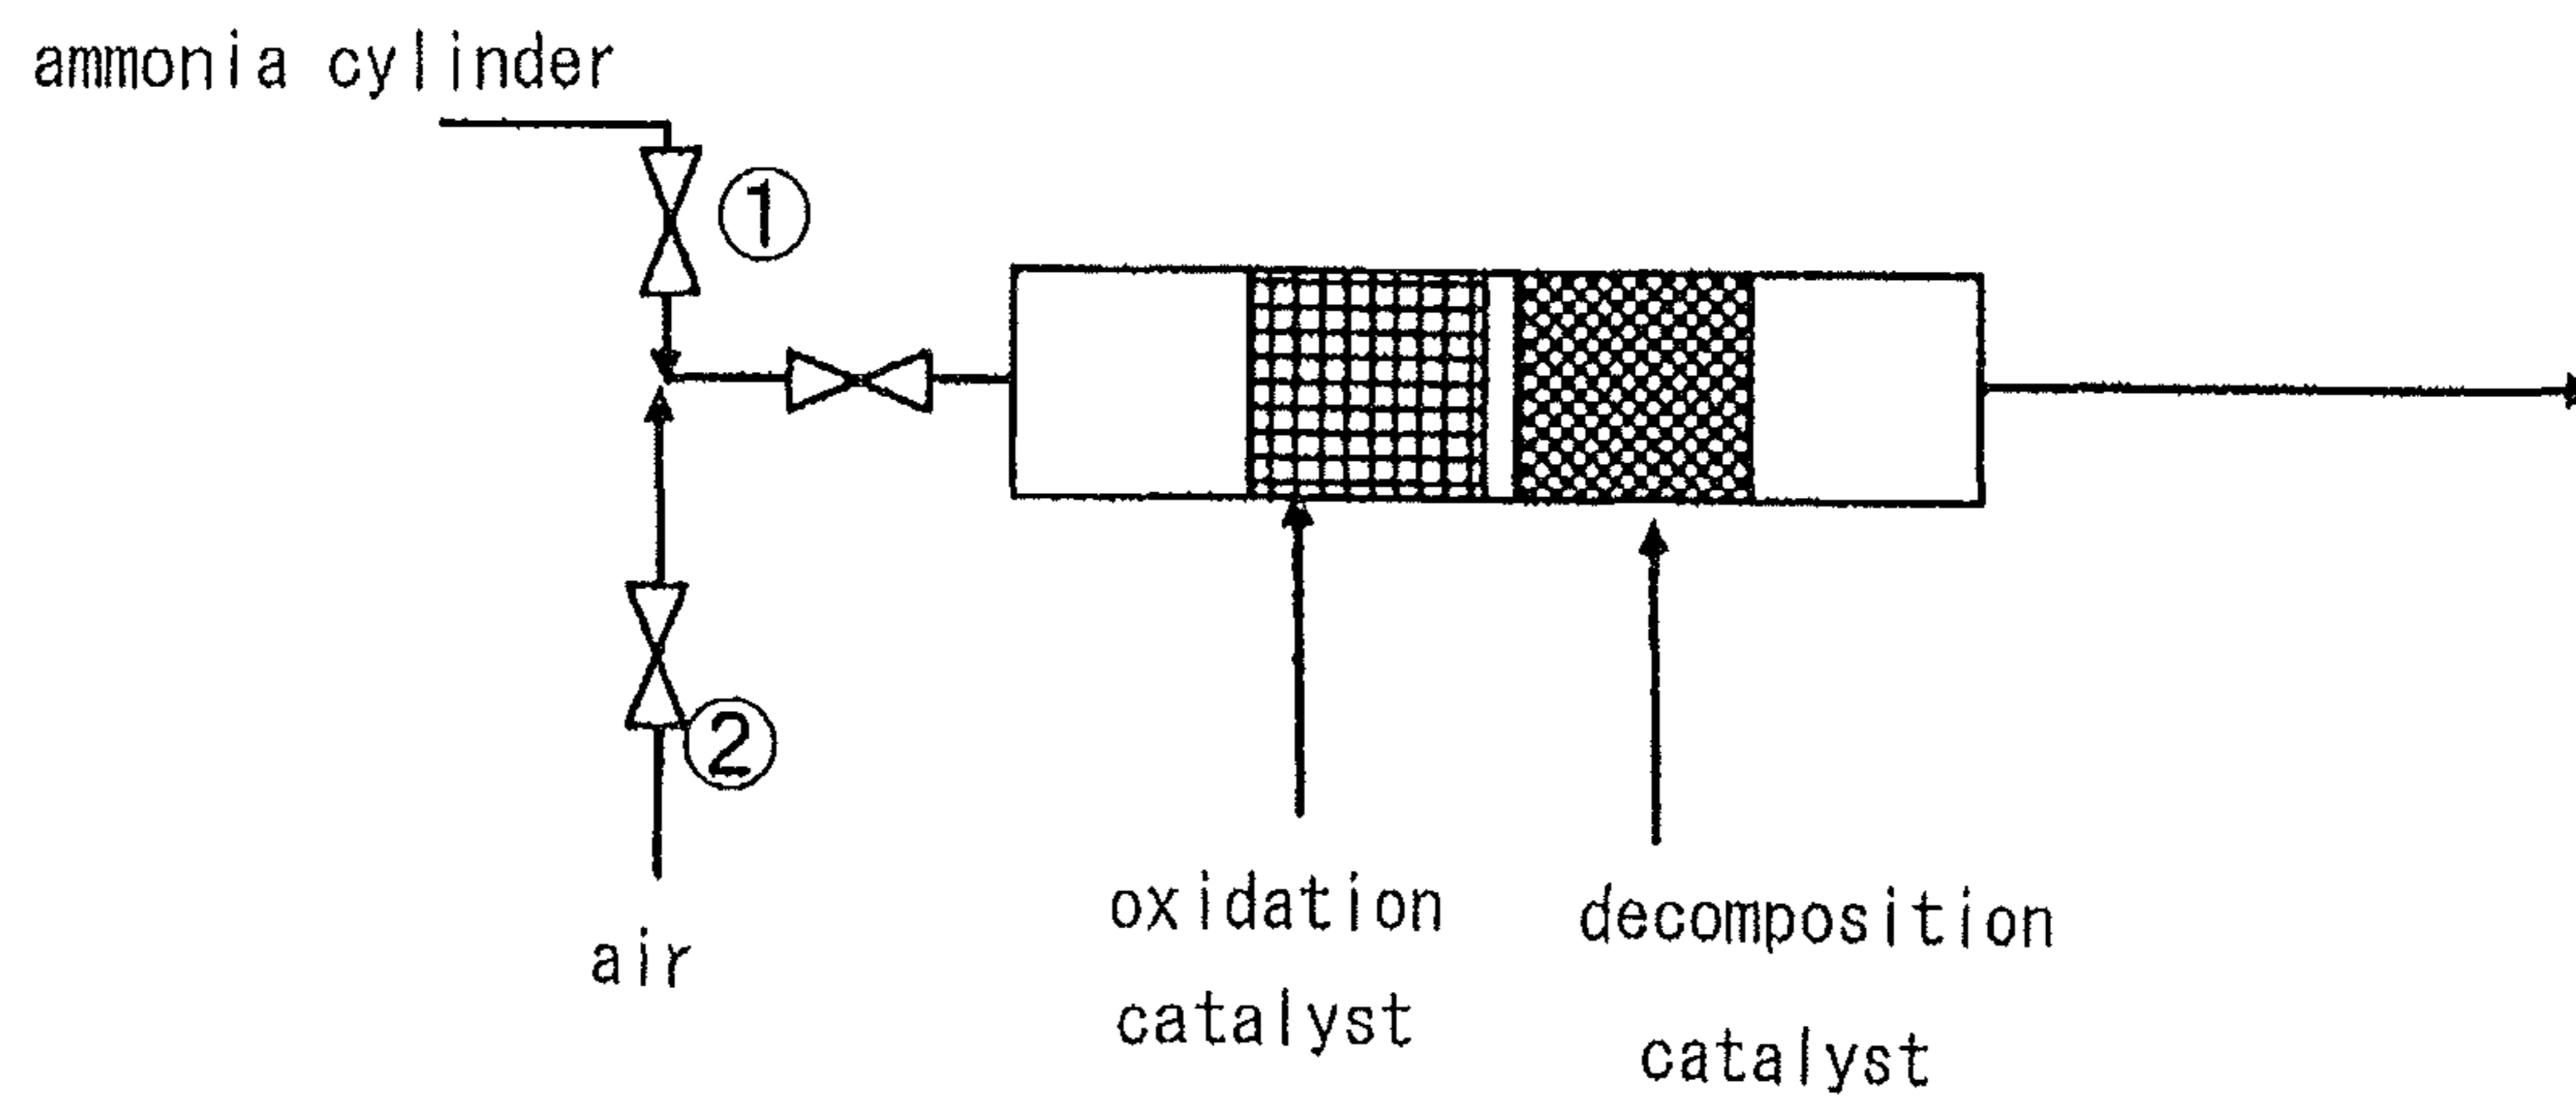 ammonia cylinder
①
②
air
oxidation
catalyst
decomposition
catalyst